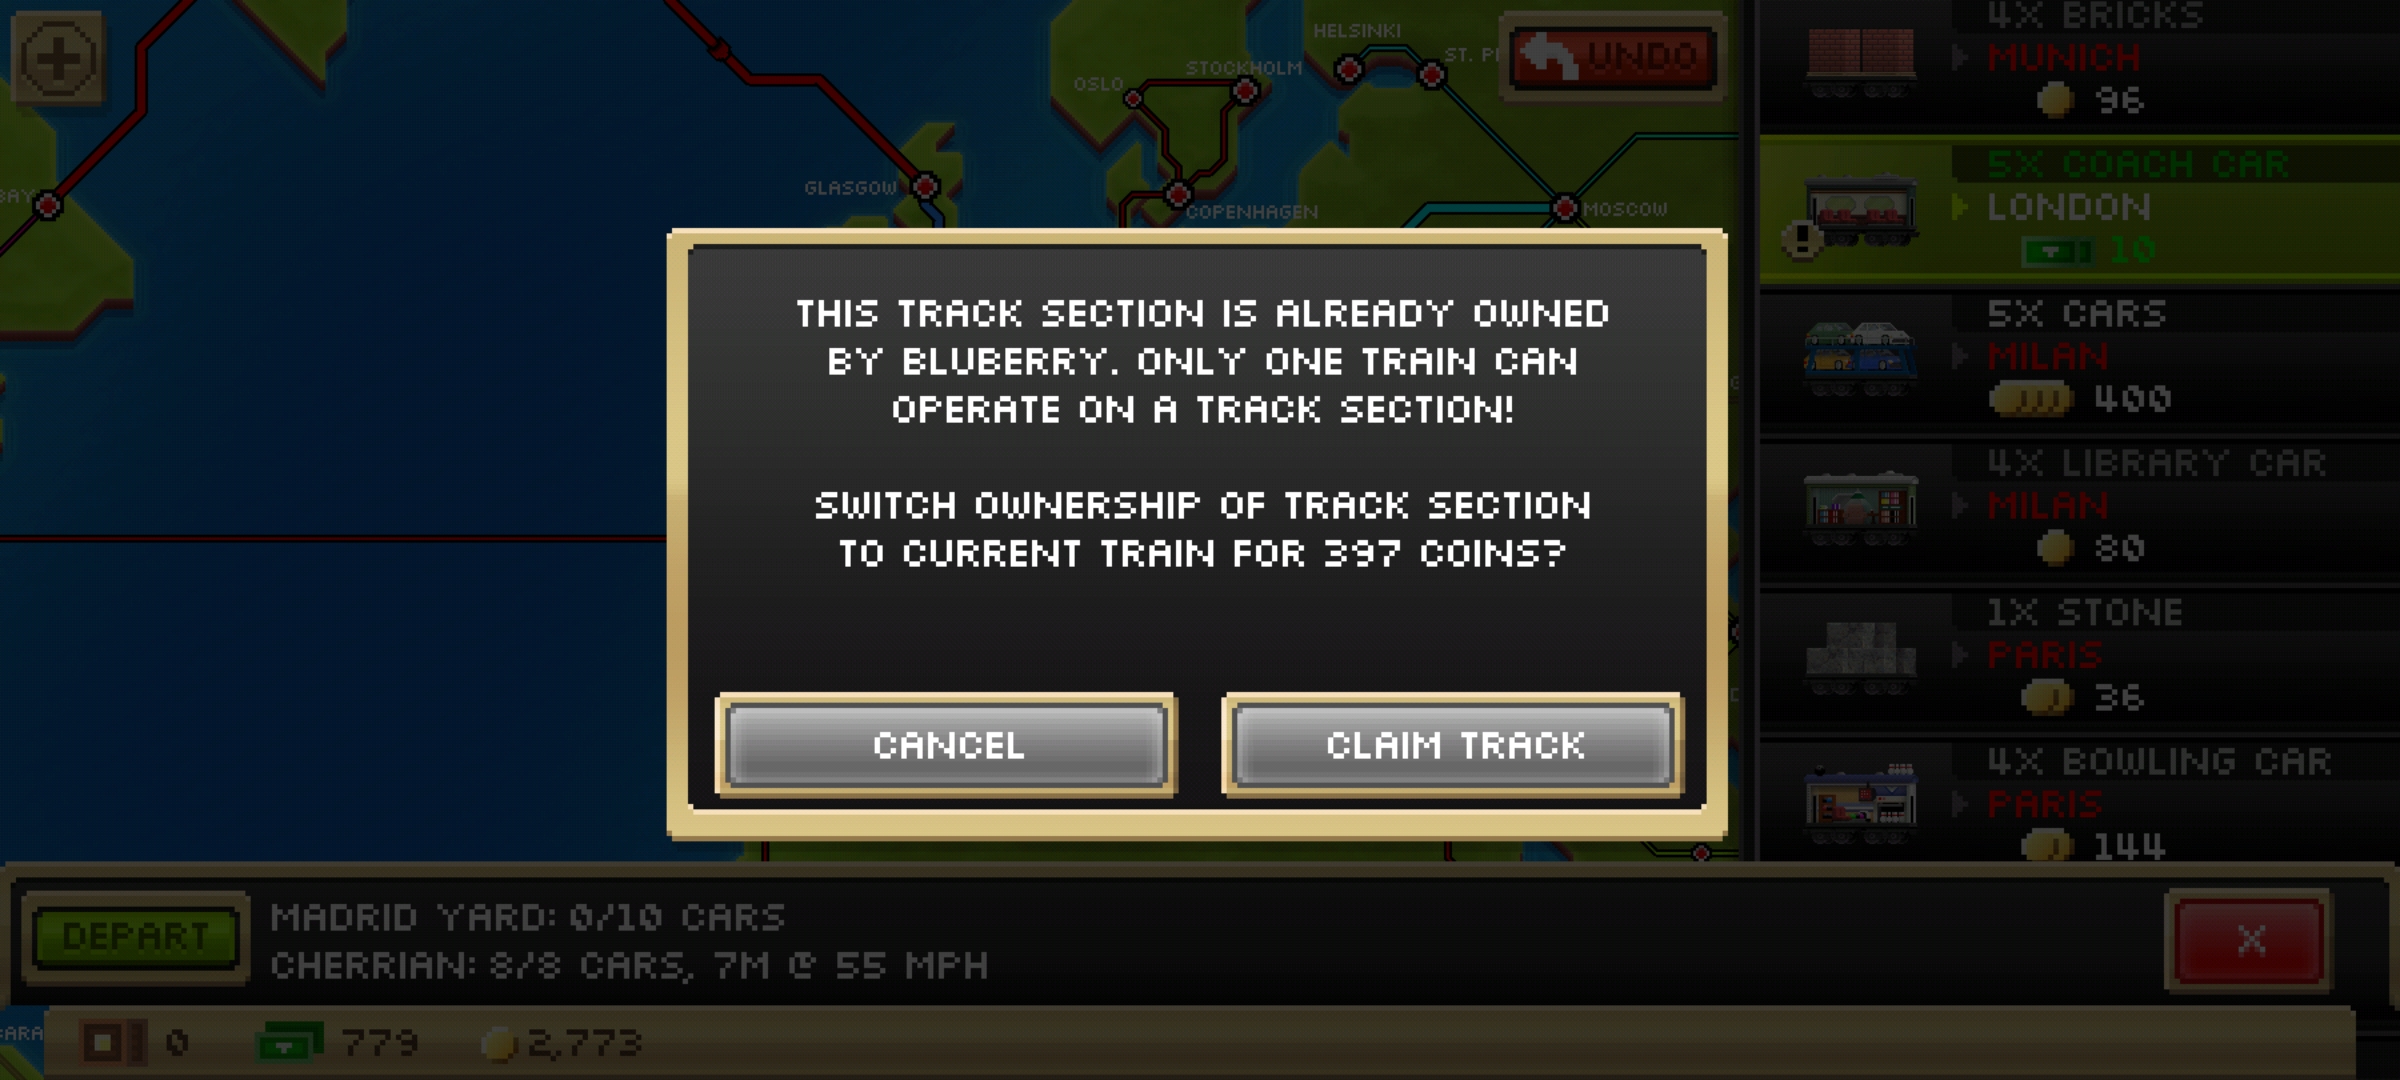 4X BRICKS
MUNICH
96
HELSINKI
UNDO
STOCKHOLM
OSLO
5X COACH CAR
LONDON
10
GLASGOW
COPENHAGEN
MOSCOW
THIS TRACK SECTION IS ALREADY OWNED
BY BLUBERRY. ONLY ONE TRAIN CAN
OPERATE ON A TRACK SECTION!
SWITCH OWNERSHIP OF TRACK SECTION
TO CURRENT TRAIN FOR 397 COINS?
CANCEL
CLAIM TRACK
5X CARS
MILAN
400
4X LIBRARY CAR
MILAN
80
1X STONE
PARIS
36
4X BOWLING CAR
PARIS
144
DEPART
MADRID YARD: 0/10 CARS
CHERRIAN: 8/8 CARS, 7M @ 55 MPH
X
0
779
2,773